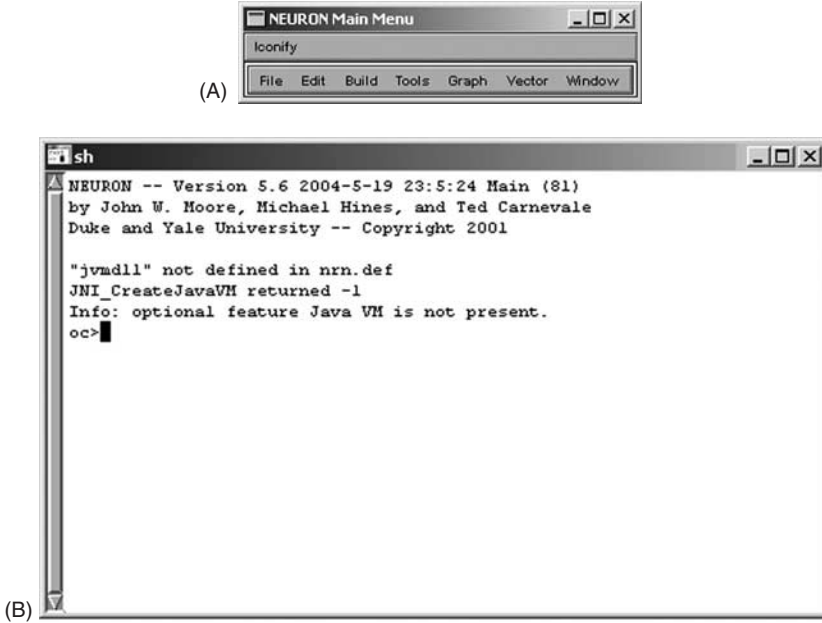 NEURON Main Menu
Iconify
File Edit Build Tools Graph Vector Window
(A)
sh
NEURON -- Version 5.6 2004-5-19 23:5:24 Main (81)
by John W. Moore, Michael Hines, and Ted Carnevale
Duke and Yale University -- Copyright 2001
"jvmdll" not defined in nrn.def
JNI_CreateJavaVM returned -1
Info: optional feature Java VM is not present.
oc>
(B)